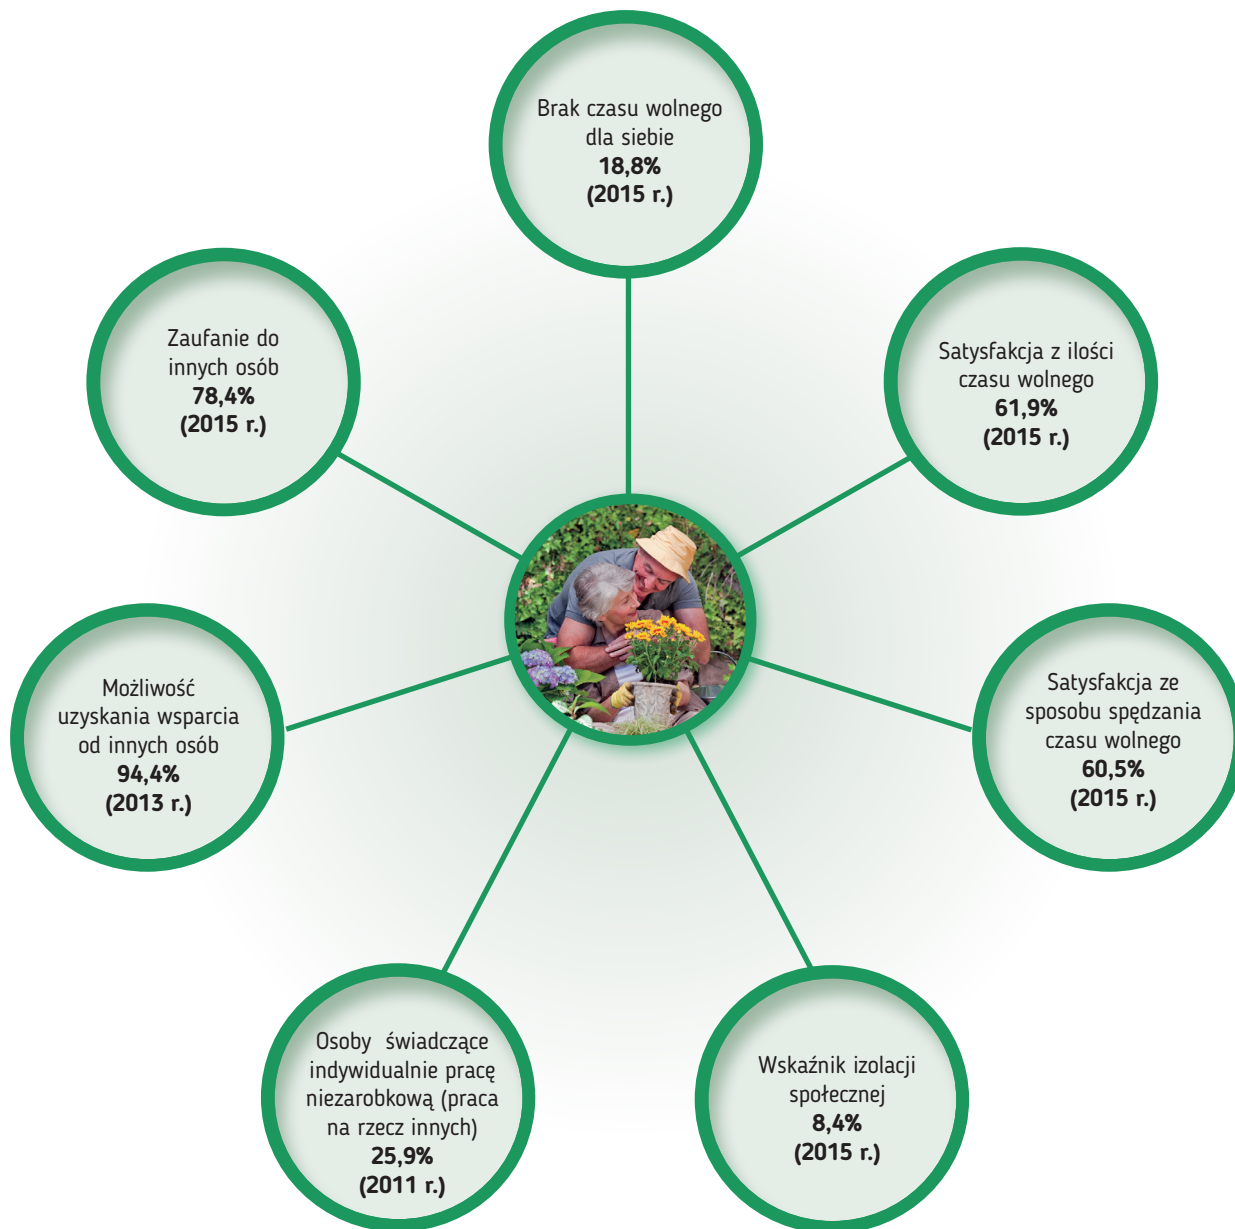 Brak czasu wolnego
dla siebie
18,8%
(2015 r.)
Zaufanie do
innych osób
78,4%
(2015 r.)
Satysfakcja z ilości
czasu wolnego
61,9%
(2015 r.)
Możliwość
uzyskania wsparcia
od innych osób
94,4%
(2013 r.)
Satysfakcja ze
sposobu spędzania
czasu wolnego
60,5%
(2015 r.)
Osoby świadczące
indywidualnie pracę
niezarobkową (praca
na rzecz innych)
25,9%
(2011 r.)
Wskaźnik izolacji
społecznej
8,4%
(2015 r.)